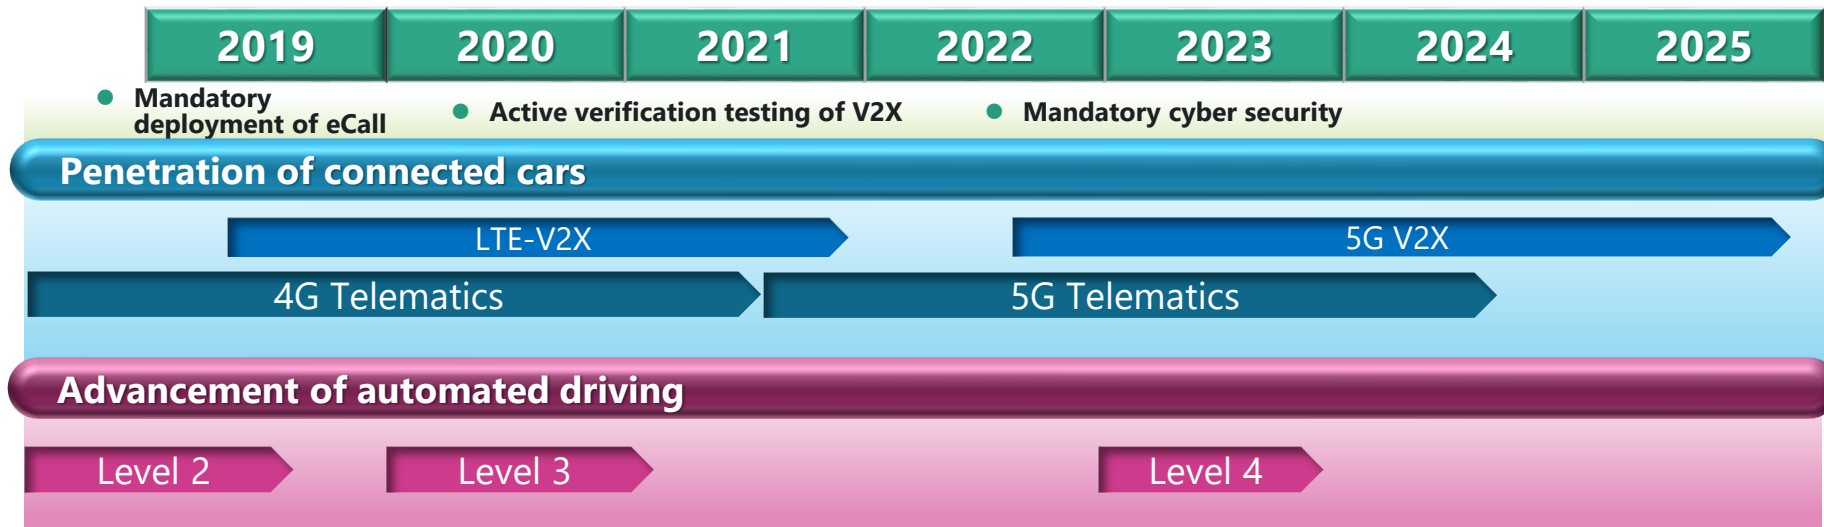 2019 2020 2021 2022 2023 2024 2025
Mandatory
deployment of eCall
Active verification testing of V2X
Mandatory cyber security
Penetration of connected cars
LTE-V2X
5G V2X
4G Telematics
5G Telematics
Advancement of automated driving
Level 2
Level 3
Level 4